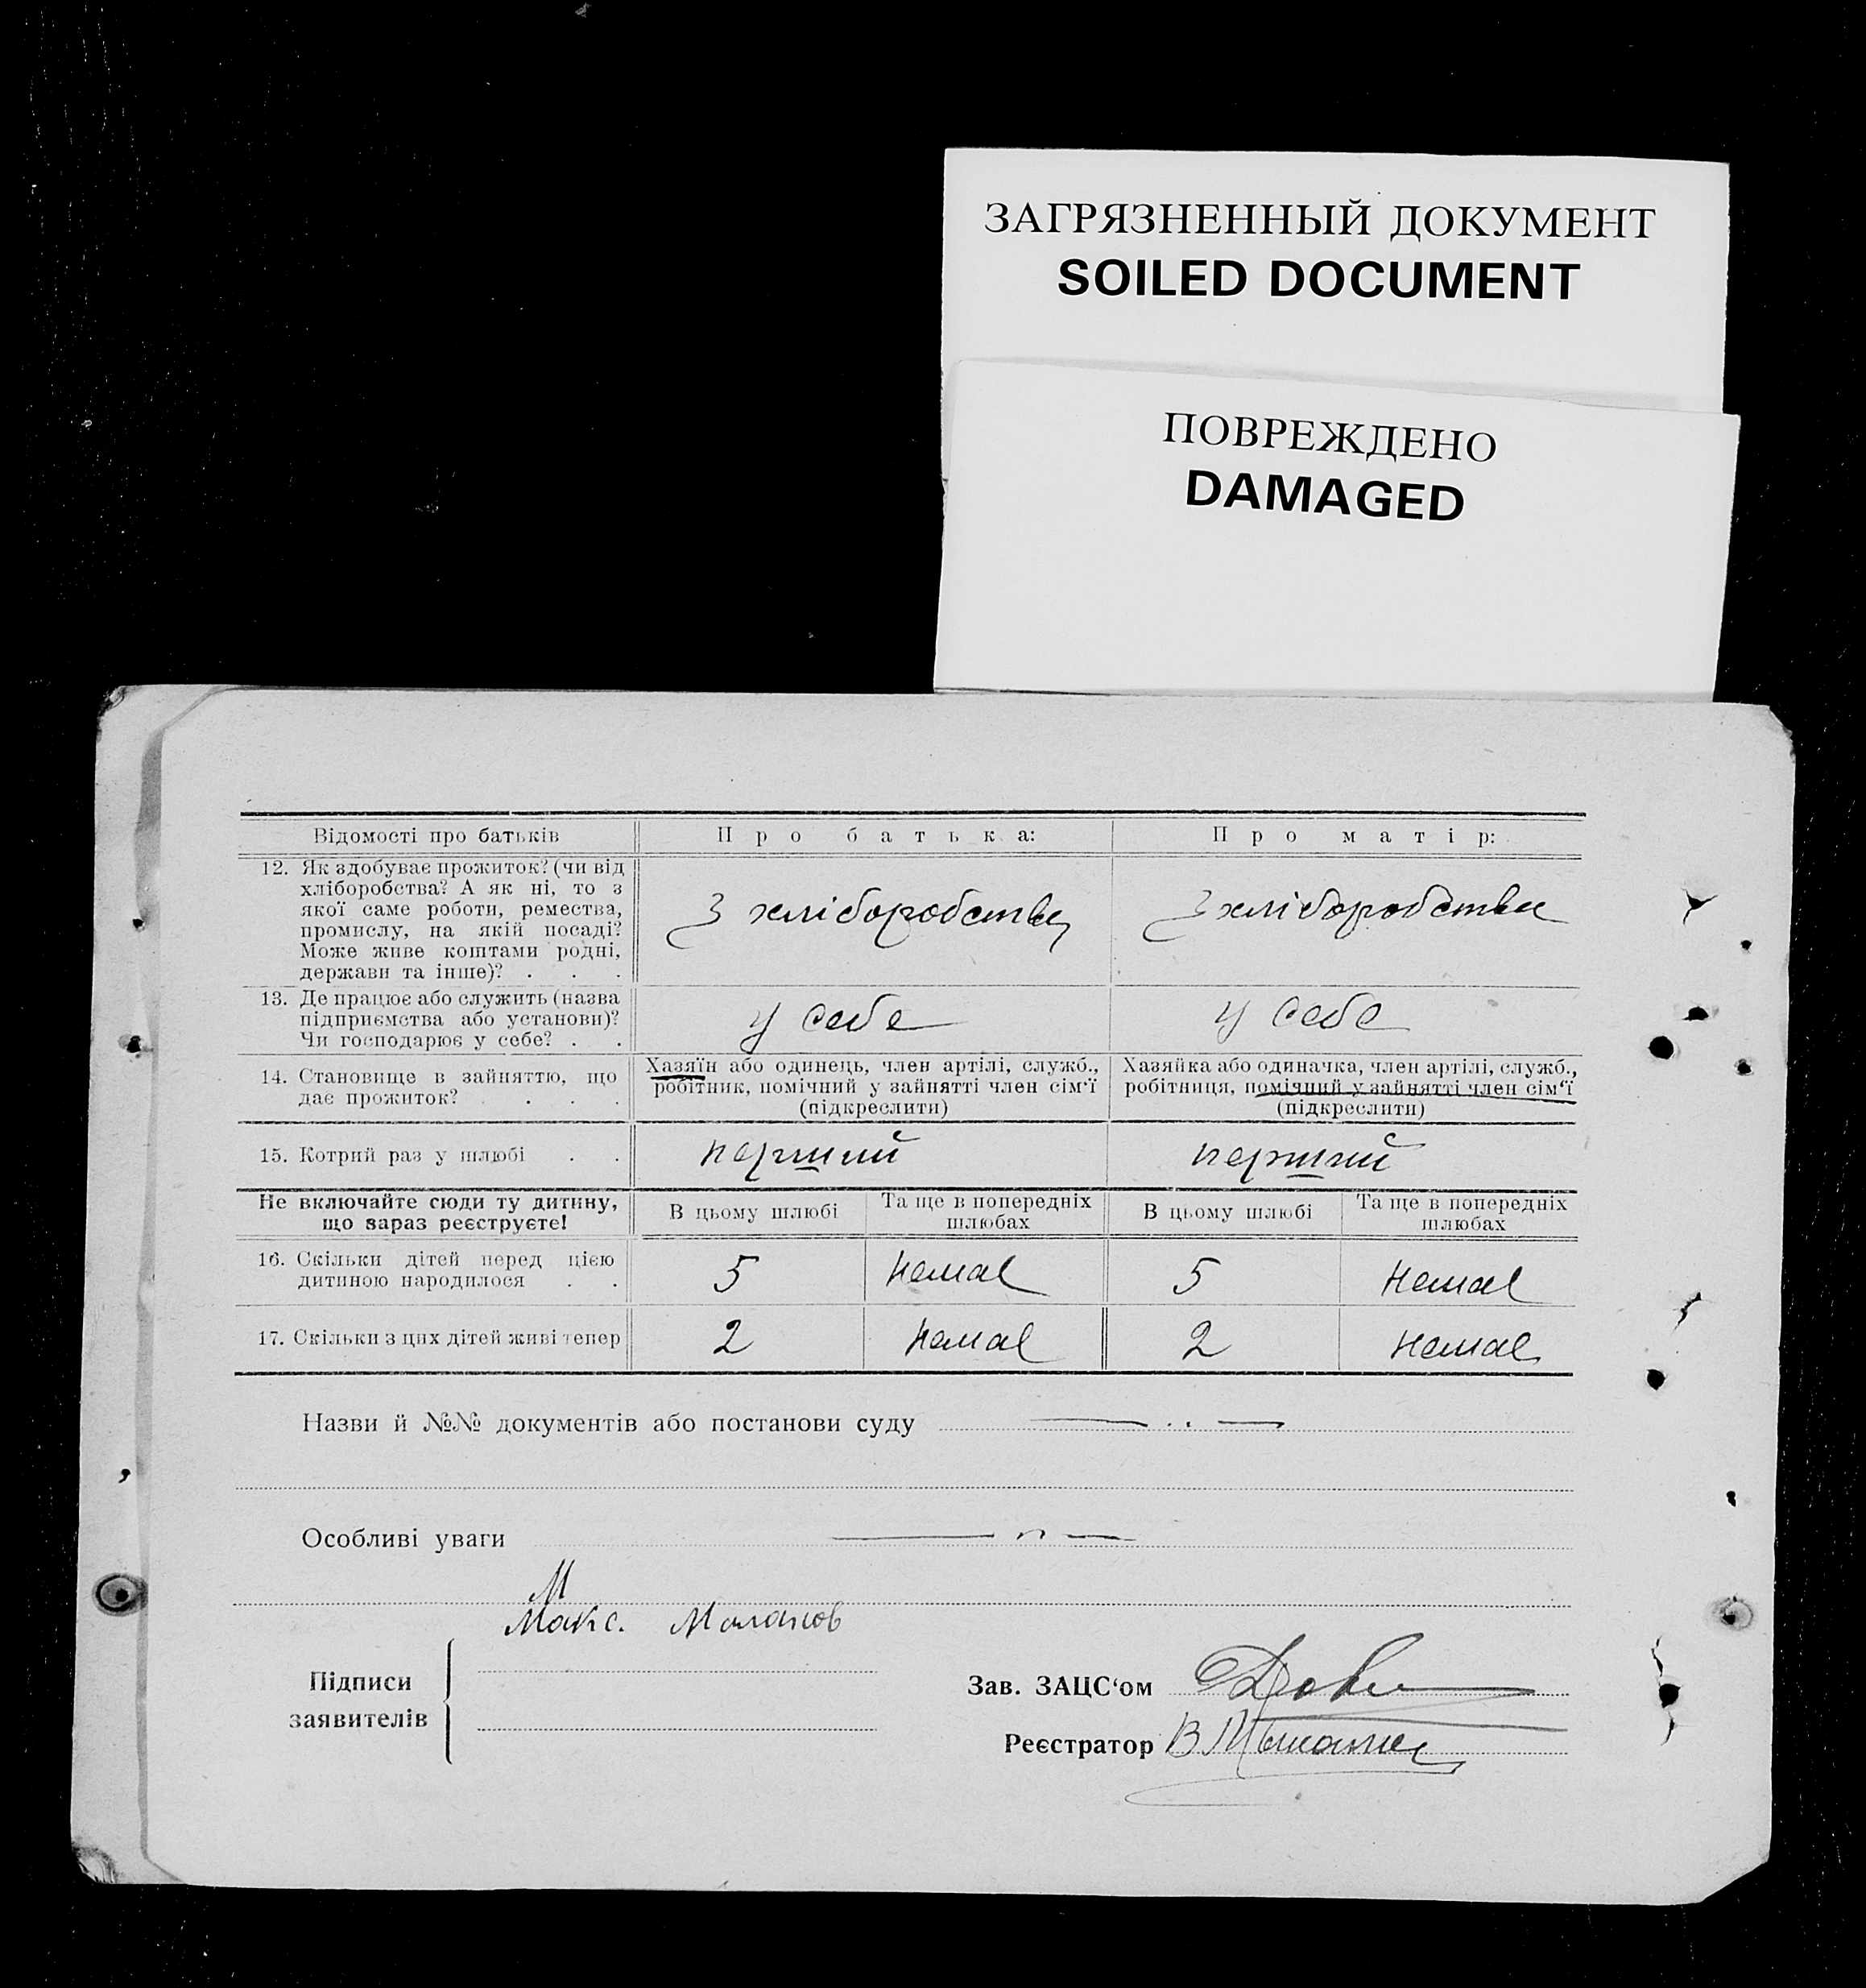 ЗАГРЯЗНЕННЫЙ ДОКУМЕНТ
SOILED DOCUMENT
ПОВРЕЖДЕНО
DAMAGED
Відомості про батьків
Про батька:
Про матір:
12. Як здобуває прожиток? (чи від
хліборобства? А як ні, то з
якої саме роботи, ремества,
промислу, на якій посаді?
Може живе коштами родні,
держави та інше)? . . .
З хліборобства
З хліборобства
13. Де працює або служить (назва
підприємства або установи)?
Чи господарює у себе? . .
у себе
у себе
14. Становище в зайняттю, що
дає прожиток? . . .
Хазяїн або одинець, член артілі, служб.,
робітник, помічний у зайнятті член сім'ї
(підкреслити)
Хазяйка або одиначка, член артілі, служб.,
робітниця, помічний у зайнятті член сім'ї
(підкреслити)
15. Котрий раз у шлюбі . .
перший
перший
Не включайте сюди ту дитину,
що зараз реєструєте!
В цьому шлюбі
Та ще в попередніх
шлюбах
В цьому шлюбі
Та ще в попередніх
шлюбах
16. Скільки дітей перед цією
дитиною народилося . .
5
немає
5
немає
17. Скільки з цих дітей живі тепер
2
немає
2
немає
Назви й №№ документів або постанови суду
Особливі уваги
М
Макс.
Підписи
заявителів
Зав. ЗАЦС'ом
Реєстратор В